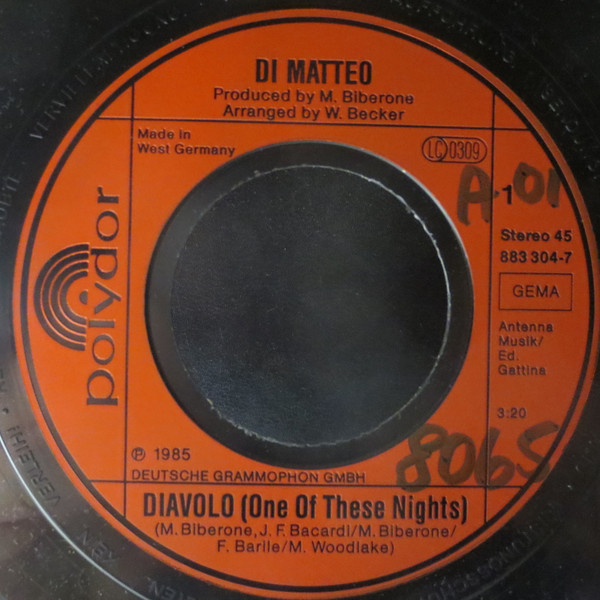 DI MATTEO
Produced by M. Biberone
Arranged by W. Becker
Made in
West Germany
LC 0309
A-01
1
Stereo 45
883 304-7
GEMA
Antenna
Musik/
Ed.
Gattina
3:20
polydor
8065
℗ 1985
DEUTSCHE GRAMMOPHON GMBH
DIAVOLO (One Of These Nights)
(M. Biberone, J. F. Bacardi/M. Biberone/
F. Barile/M. Woodlake)